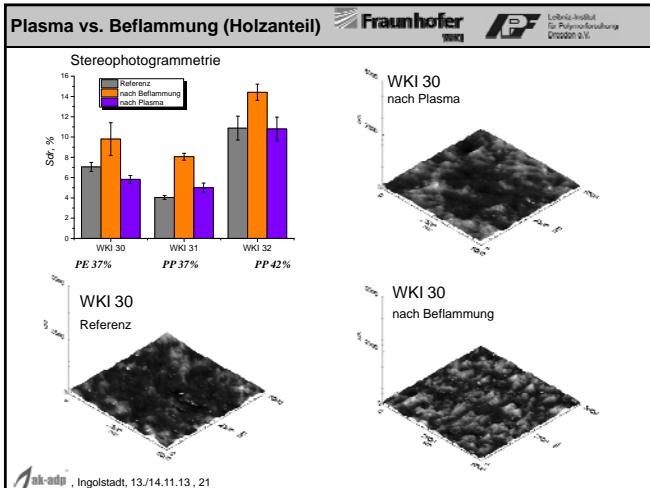 Plasma vs. Beflammung (Holzanteil)
Fraunhofer
WKI
IPF
Leibniz-Institut
für Polymerforschung
Dresden e.V.
Stereophotogrammetrie
Referenz
nach Beflammung
nach Plasma
16
14
12
10
8
6
4
2
0
Sdr, %
WKI 30 WKI 31 WKI 32
PE 37% PP 37% PP 42%
WKI 30
nach Plasma
WKI 30
Referenz
WKI 30
nach Beflammung
ak-adp , Ingolstadt, 13./14.11.13 , 21